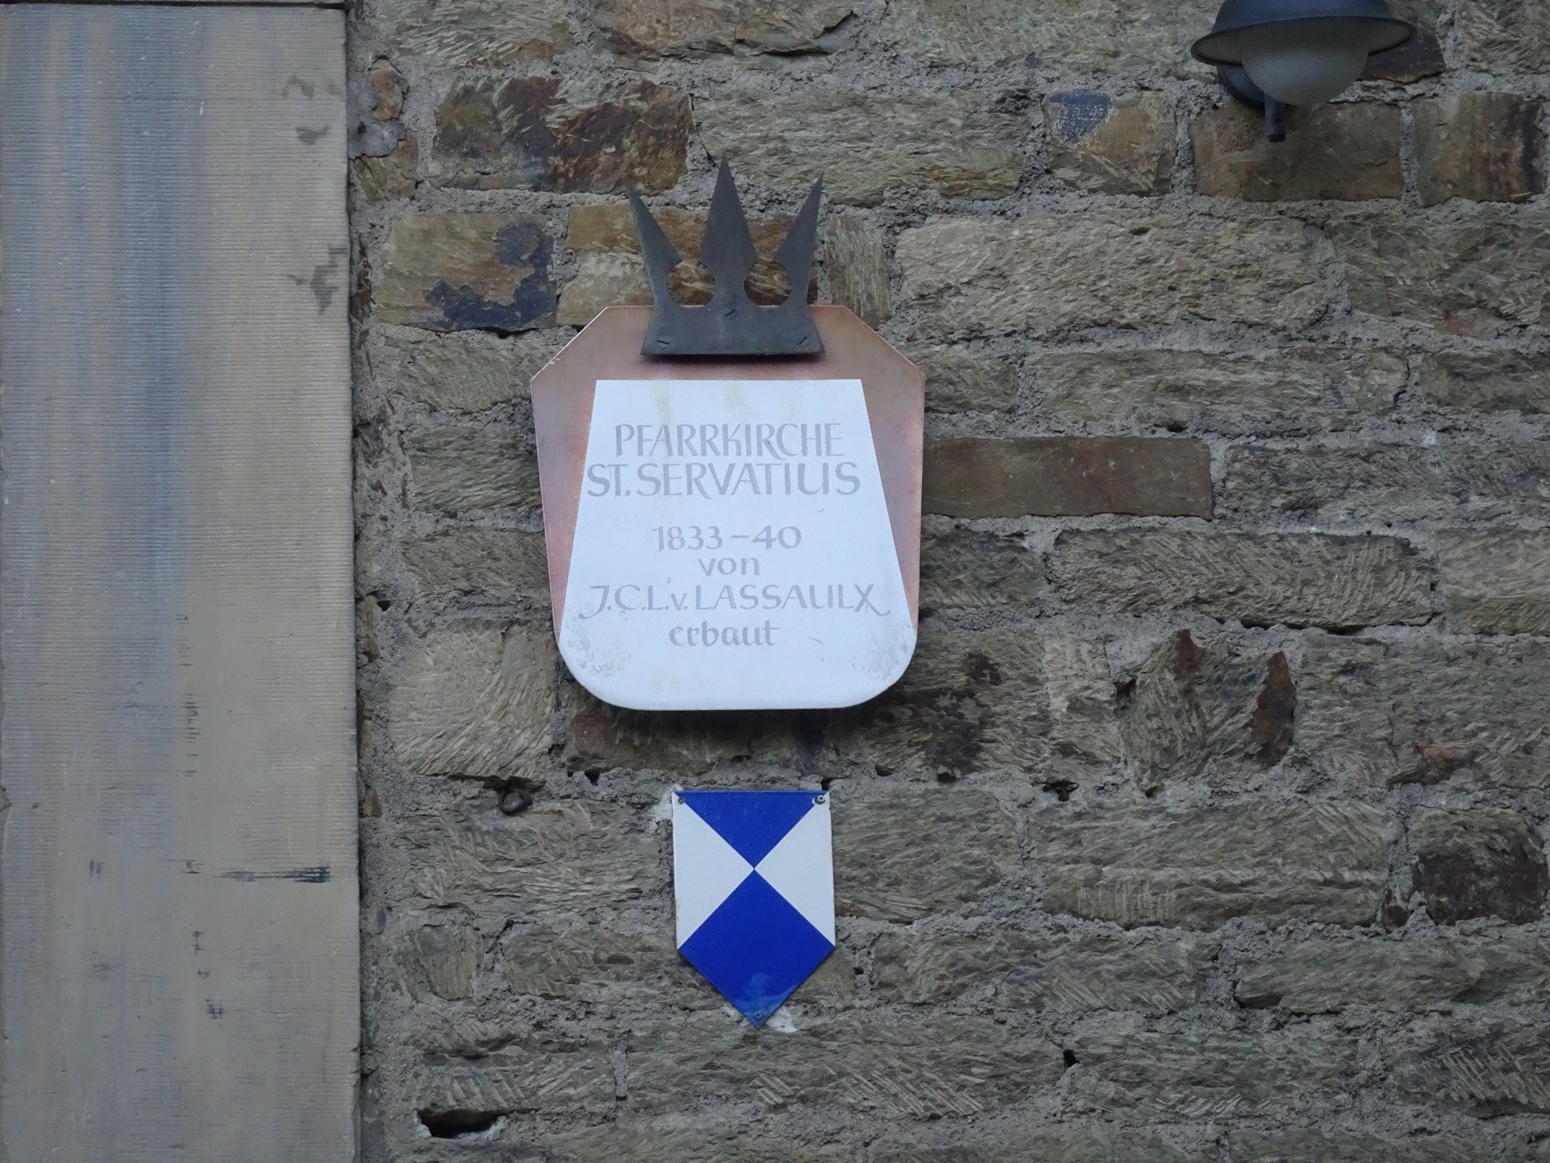 PFARRKIRCHE
ST. SERVATIUS
1833-40
von
J.C.L.v. LASSAULX
erbaut